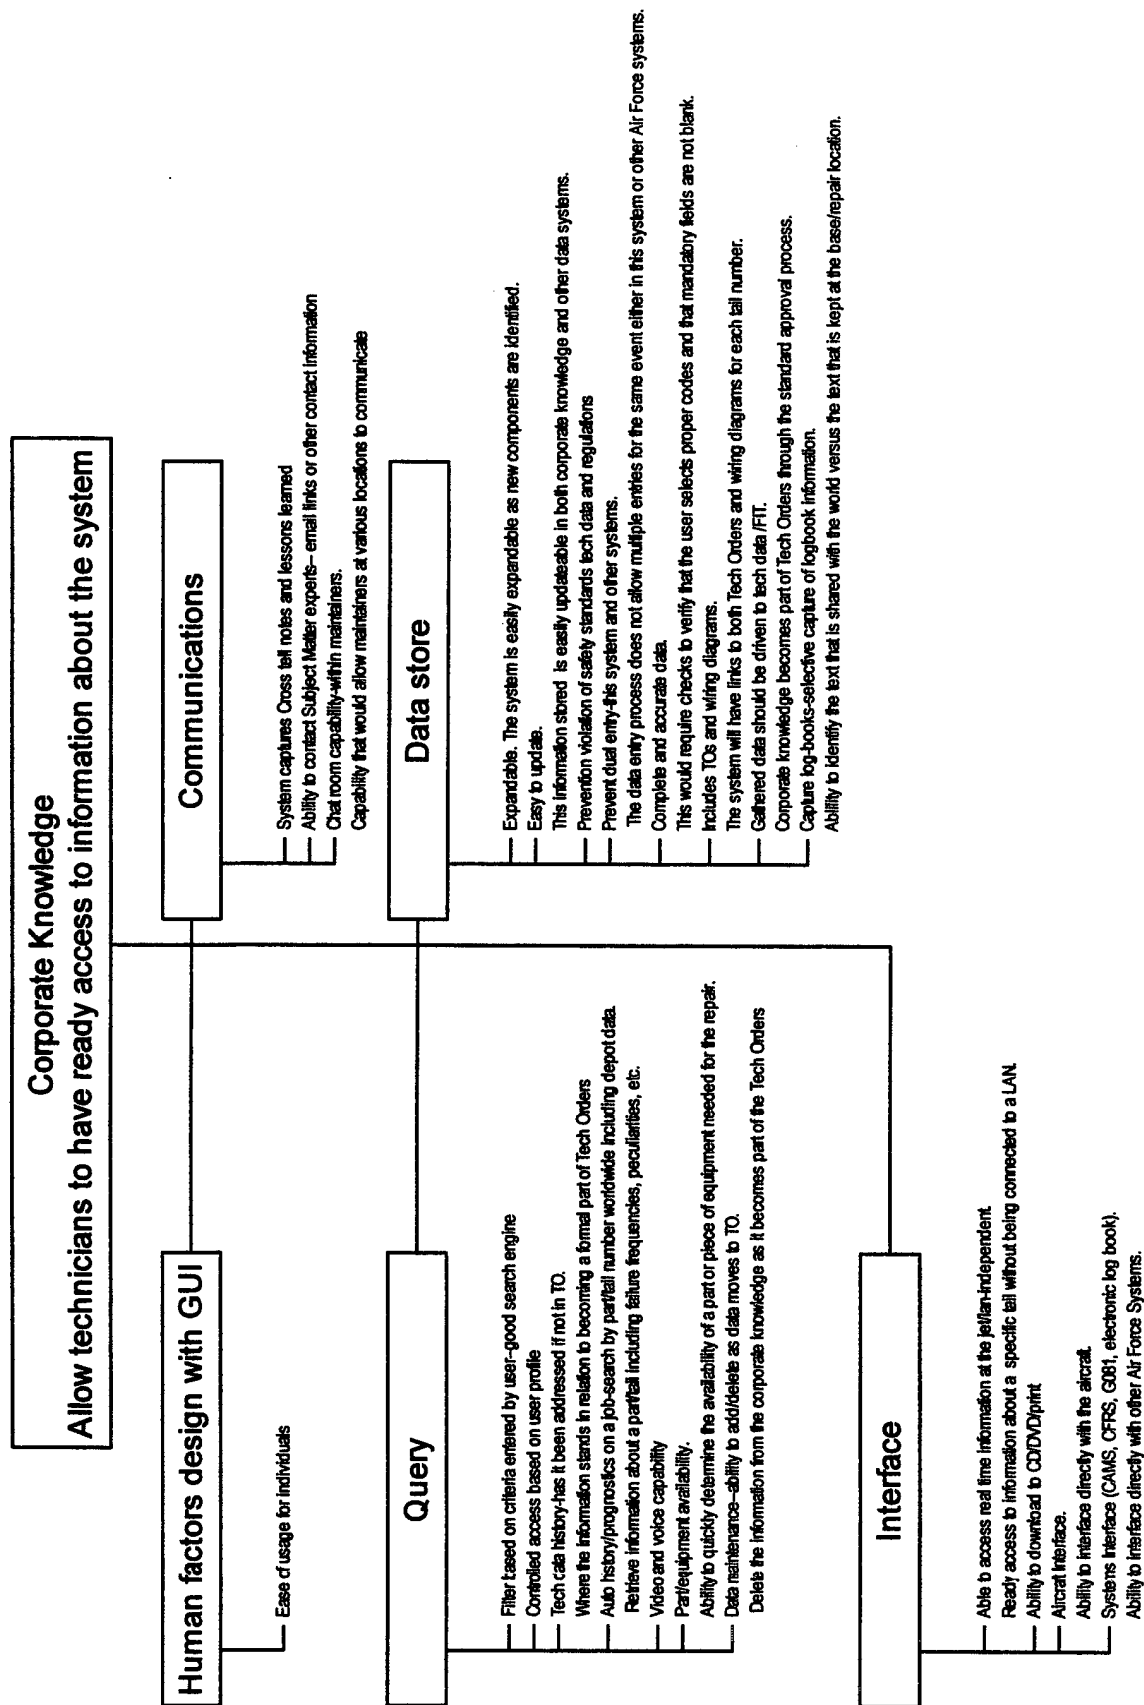 Corporate Knowledge
Allow technicians to have ready access to information about the system
Human factors design with GUI
Ease of usage for individuals
Communications
System captures Cross tell notes and lessons learned
Ability to contact Subject Matter experts–email links or other contact information
Chat room capability-within maintainers.
Capability that would allow maintainers at various locations to communicate
Query
Filter based on criteria entered by user–good search engine
Controlled access based on user profile
Tech data history-has it been addressed if not in TO.
Where the information stands in relation to becoming a formal part of Tech Orders
Auto history/prognostics on a job-search by part/tail number worldwide including depot data.
Retrieve information about a part/tail including failure frequencies, peculiarities, etc.
Video and voice capability
Part/equipment availability.
Ability to quickly determine the availability of a part or piece of equipment needed for the repair.
Data maintenance–ability to add/delete as data moves to TO.
Delete the information from the corporate knowledge as it becomes part of the Tech Orders
Data store
Expandable. The system is easily expandable as new components are identified.
Easy to update.
This information stored is easily updateable in both corporate knowledge and other data systems.
Prevention violation of safety standards tech data and regulations
Prevent dual entry-this system and other systems.
The data entry process does not allow multiple entries for the same event either in this system or other Air Force systems.
Complete and accurate data.
This would require checks to verify that the user selects proper codes and that mandatory fields are not blank.
Includes TOs and wiring diagrams.
The system will have links to both Tech Orders and wiring diagrams for each tail number.
Gathered data should be driven to tech data /FIT.
Corporate knowledge becomes part of Tech Orders through the standard approval process.
Capture log-books-selective capture of logbook information.
Ability to identify the text that is shared with the world versus the text that is kept at the base/repair location.
Interface
Able to access real time information at the jet/lan-independent.
Ready access to information about a specific tail without being connected to a LAN.
Ability to download to CD/DVD/print
Aircraft Interface.
Ability to interface directly with the aircraft.
Systems Interface (CAMS, CFRS, G081, electronic log book).
Ability to interface directly with other Air Force Systems.